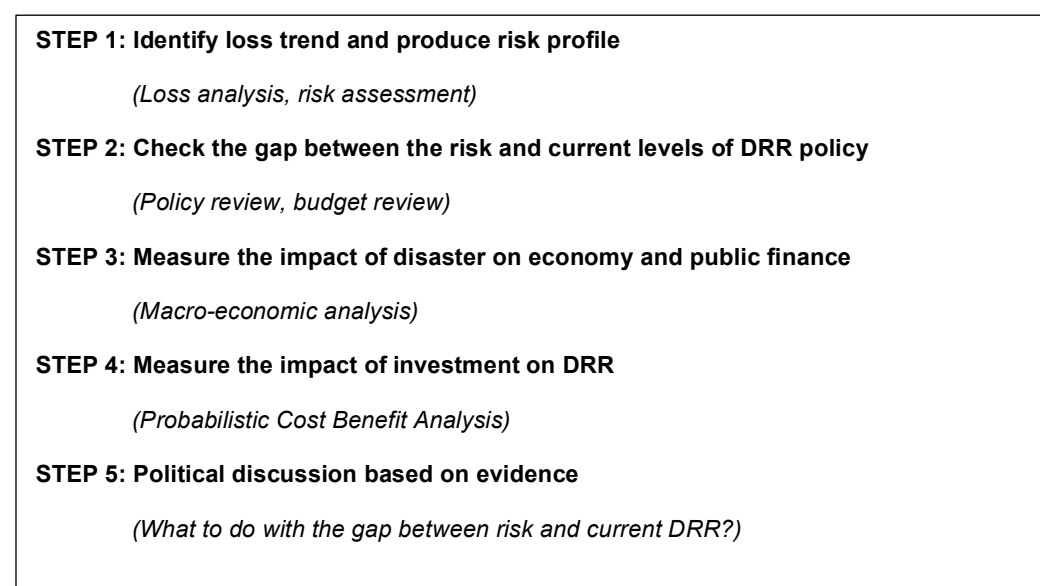 STEP 1: Identify loss trend and produce risk profile
(Loss analysis, risk assessment)
STEP 2: Check the gap between the risk and current levels of DRR policy
(Policy review, budget review)
STEP 3: Measure the impact of disaster on economy and public finance
(Macro-economic analysis)
STEP 4: Measure the impact of investment on DRR
(Probabilistic Cost Benefit Analysis)
STEP 5: Political discussion based on evidence
(What to do with the gap between risk and current DRR?)